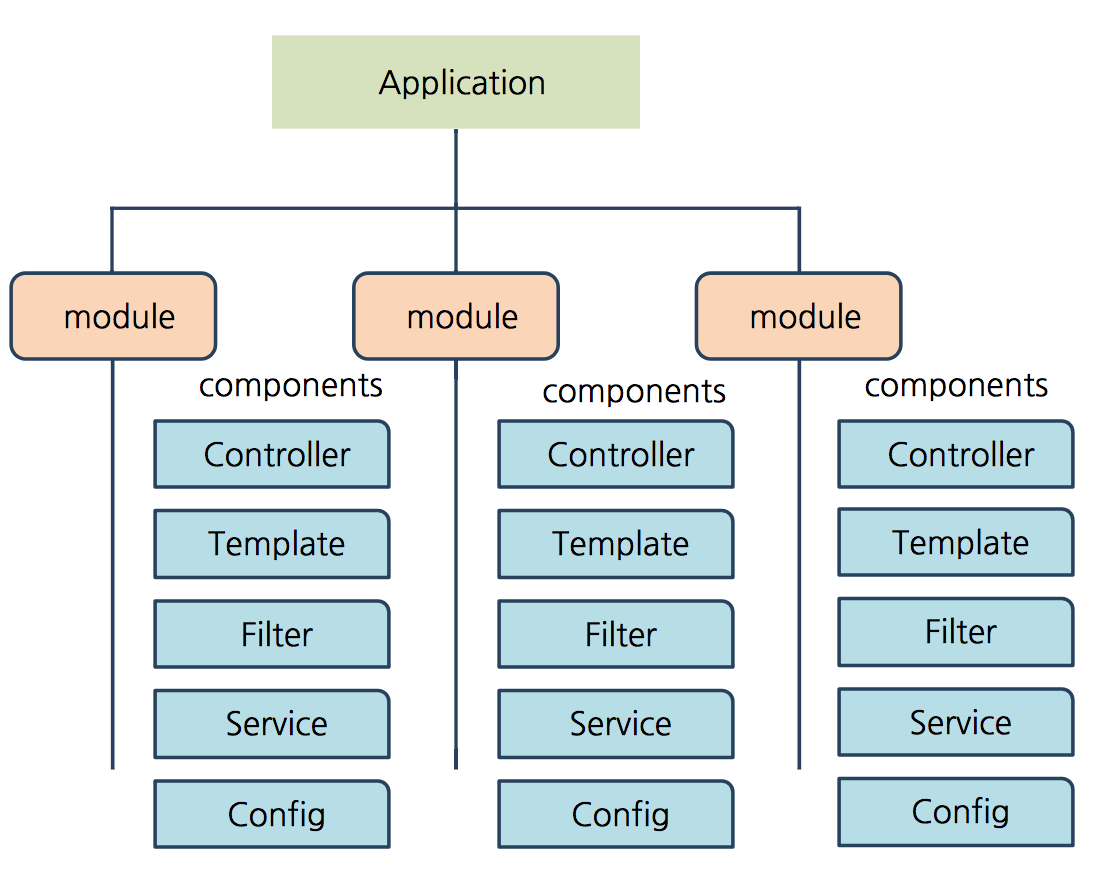 Application
module
module
module
components
components
components
Controller
Controller
Controller
Template
Template
Template
Filter
Filter
Filter
Service
Service
Service
Config
Config
Config